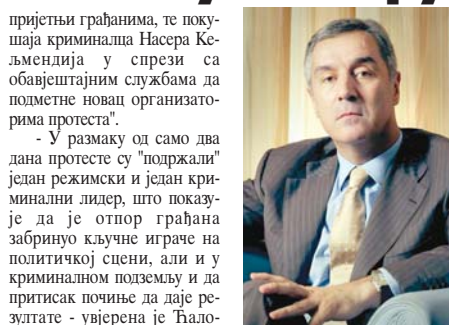 пријетњи грађанима, те поку-
шаја криминалца Насера Ке-
љмендија у спрези са
обавјештајним службама да
подметне новац организато-
рима протеста".
- У размаку од само два
дана протесте су "подржали"
један режимски и један кри-
минални лидер, што показу-
је да је отпор грађана
забринуо кључне играче на
политичкој сцени, али и у
криминалном подземљу и да
притисак почиње да даје ре-
зултате - увјерена је Ћало-